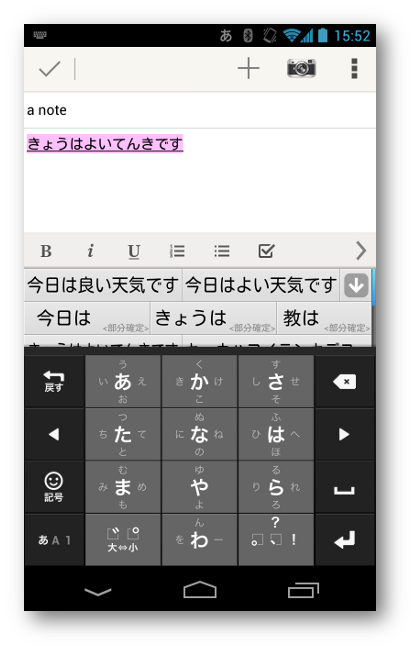 あ 15:52
a note
きょうはよいてんきです
B i U
今日は良い天気です 今日はよい天気です
今日は <部分確定> きょうは <部分確定> 教は <部分確定>
戻す い う あ え お き く か け こ し す さ せ そ
ち つ た て と に ぬ な ね の ひ ふ は へ ほ
記号 み む ま め も ゆ や よ り る ら れ ろ
あA1 大⇔小 を ん わ ー 。 ? 、 !